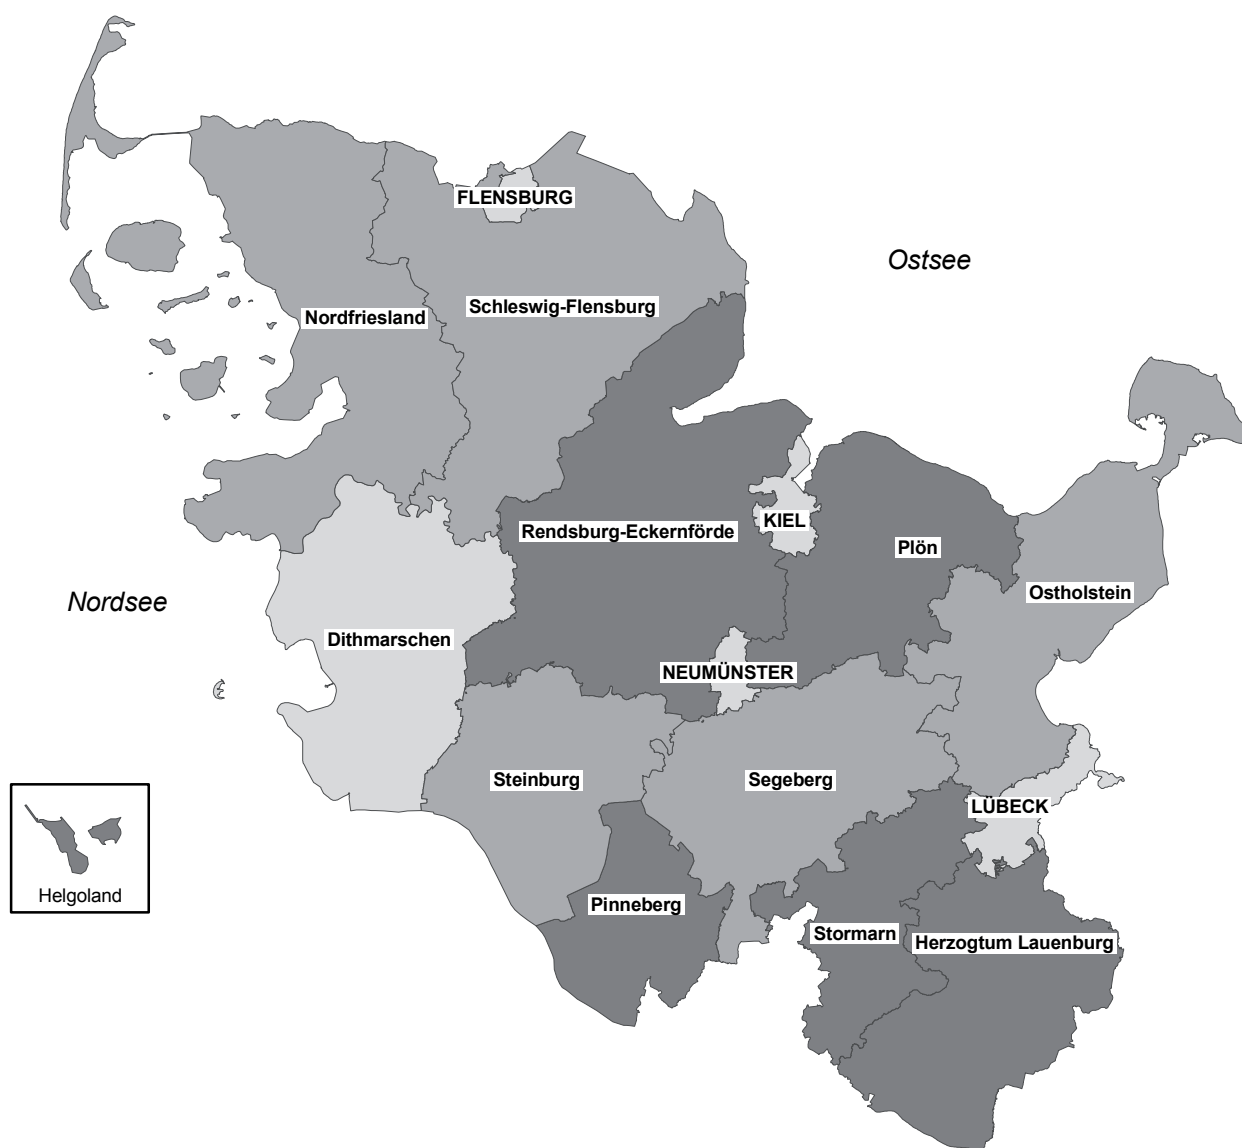 FLENSBURG
Ostsee
Schleswig-Flensburg
Nordfriesland
KIEL
Rendsburg-Eckernförde
Plön
Ostholstein
Nordsee
Dithmarschen
NEUMÜNSTER
Steinburg
Segeberg
LÜBECK
Helgoland
Pinneberg
Stormarn
Herzogtum Lauenburg